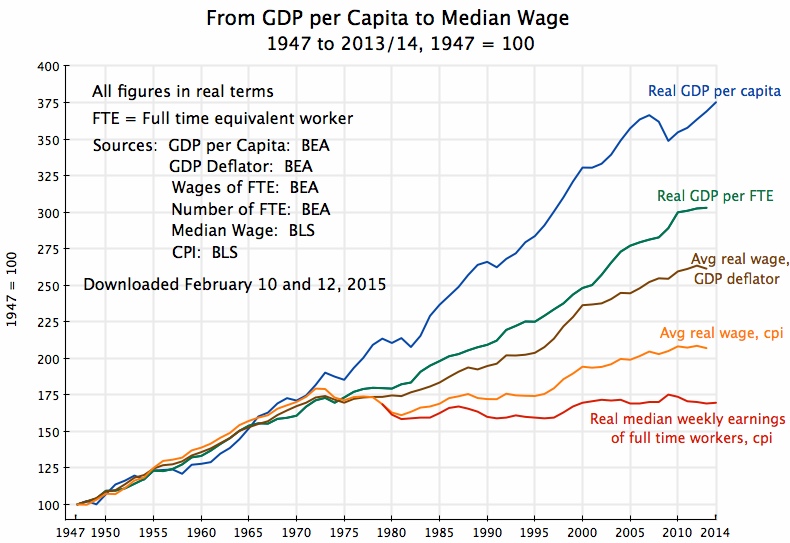 From GDP per Capita to Median Wage
1947 to 2013/14, 1947 = 100
400
375
350
325
300
275
250
225
200
175
150
125
100
1947 = 100
All figures in real terms
FTE = Full time equivalent worker
Sources: GDP per Capita: BEA
GDP Deflator: BEA
Wages of FTE: BEA
Number of FTE: BEA
Median Wage: BLS
CPI: BLS
Downloaded February 10 and 12, 2015
Real GDP per capita
Real GDP per FTE
Avg real wage,
GDP deflator
Avg real wage, cpi
Real median weekly earnings
of full time workers, cpi
1947 1950 1955 1960 1965 1970 1975 1980 1985 1990 1995 2000 2005 2010 2014